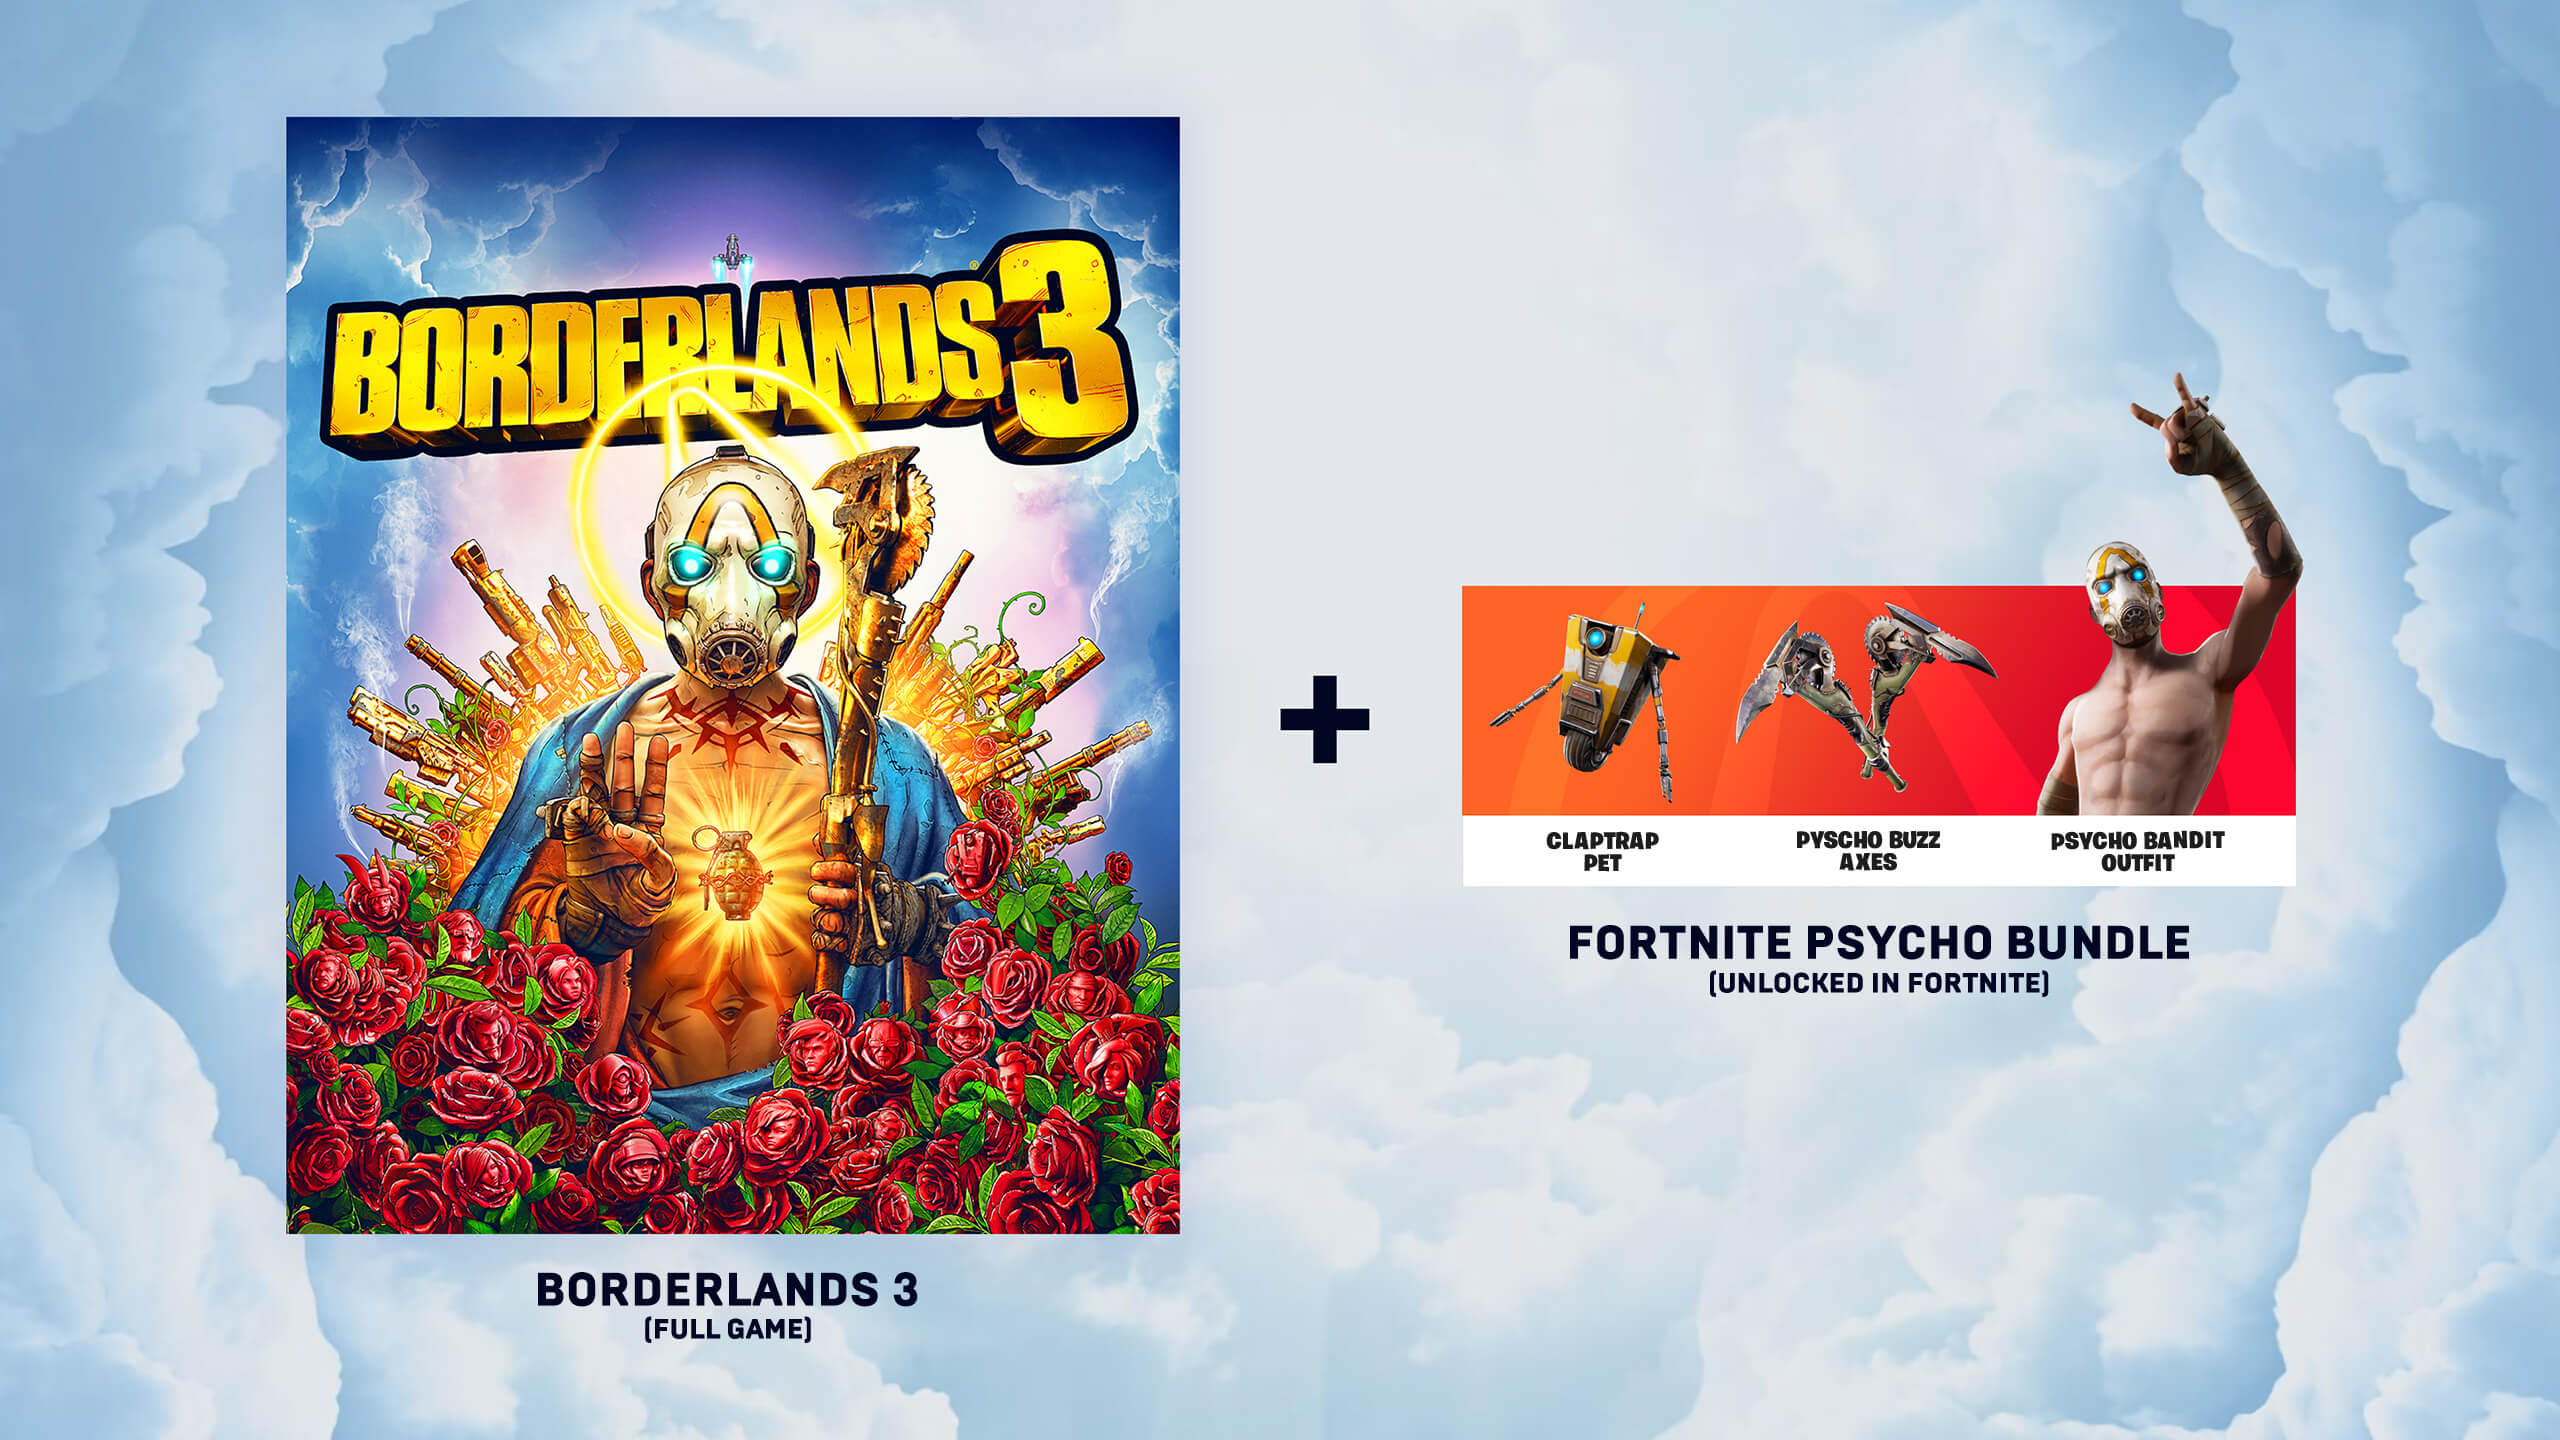 BORDERLANDS 3
BORDERLANDS 3
(FULL GAME)
+
CLAPTRAP
PET
PYSCHO BUZZ
AXES
PSYCHO BANDIT
OUTFIT
FORTNITE PSYCHO BUNDLE
(UNLOCKED IN FORTNITE)